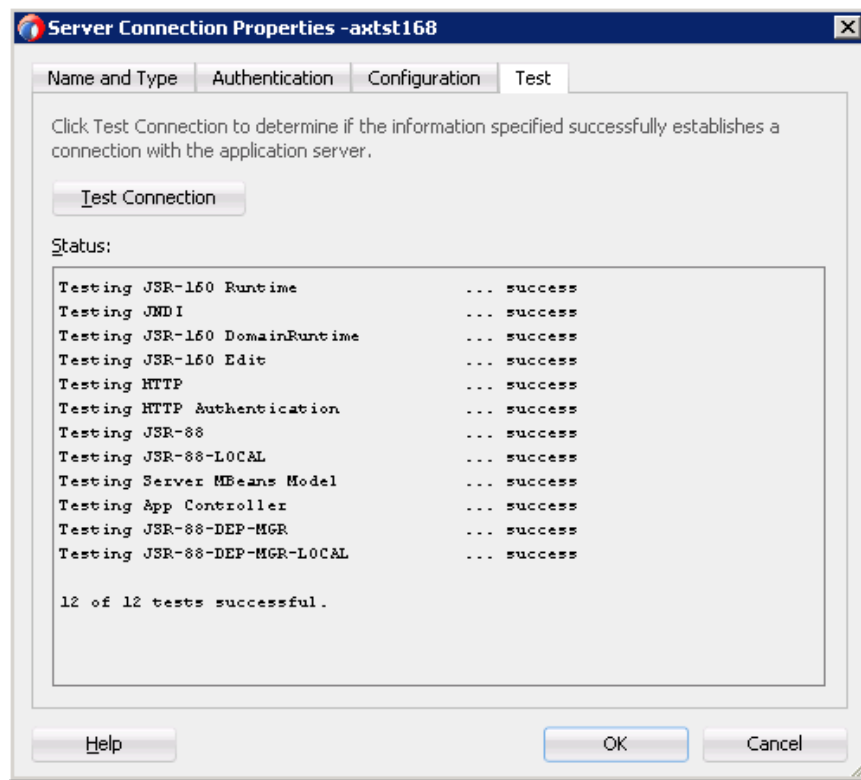 Server Connection Properties -axtst168
Name and Type Authentication Configuration Test
Click Test Connection to determine if the information specified successfully establishes a
connection with the application server.
Test Connection
Status:
Testing JSR-160 Runtime ... success
Testing JNDI ... success
Testing JSR-160 DomainRuntime ... success
Testing JSR-160 Edit ... success
Testing HTTP ... success
Testing HTTP Authentication ... success
Testing JSR-88 ... success
Testing JSR-88-LOCAL ... success
Testing Server MBeans Model ... success
Testing App Controller ... success
Testing JSR-88-DEP-MGR ... success
Testing JSR-88-DEP-MGR-LOCAL ... success
12 of 12 tests successful.
Help OK Cancel